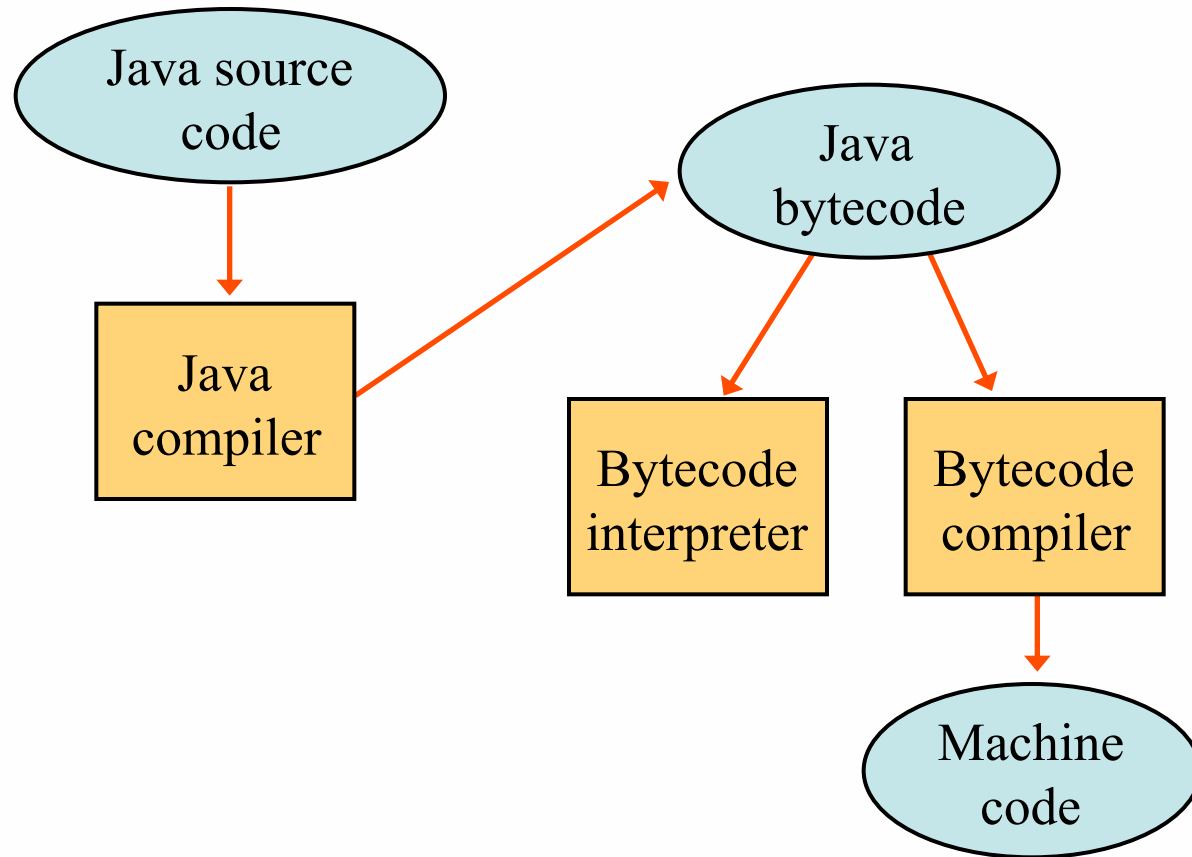 Java source
code
Java
bytecode
Java
compiler
Bytecode
interpreter
Bytecode
compiler
Machine
code